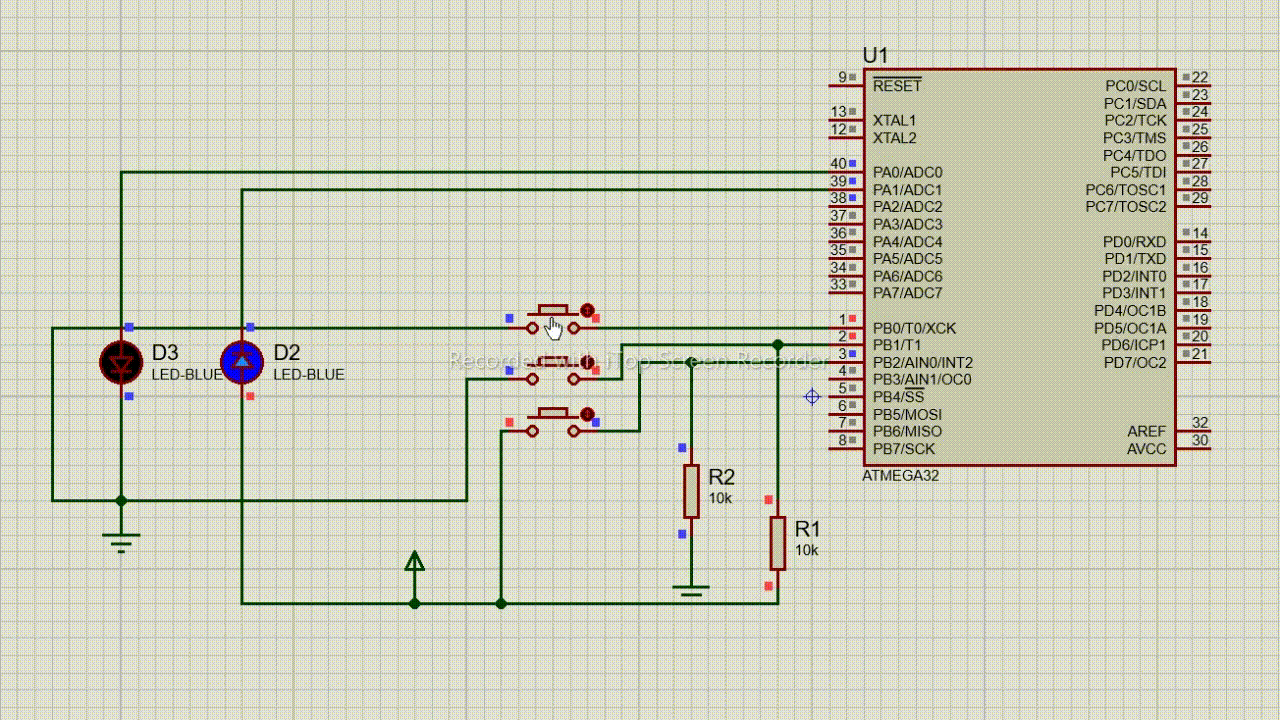 U1
9
RESET
PC0/SCL
22
PC1/SDA
23
13
XTAL1
PC2/TCK
24
12
XTAL2
PC3/TMS
25
PC4/TDO
26
40
PA0/ADC0
PC5/TDI
27
39
PA1/ADC1
PC6/TOSC1
28
38
PA2/ADC2
PC7/TOSC2
29
37
PA3/ADC3
36
PA4/ADC4
PD0/RXD
14
35
PA5/ADC5
PD1/TXD
15
34
PA6/ADC6
PD2/INT0
16
33
PA7/ADC7
PD3/INT1
17
PD4/OC1B
18
1
PB0/T0/XCK
PD5/OC1A
19
2
PB1/T1
PD6/ICP1
20
3
PB2/AIN0/INT2
PD7/OC2
21
4
PB3/AIN1/OC0
5
PB4/SS
6
PB5/MOSI
7
PB6/MISO
AREF
32
8
PB7/SCK
AVCC
30
ATMEGA32
D3
LED-BLUE
D2
LED-BLUE
Recorded with iTop Screen Recorder
R2
10k
R1
10k